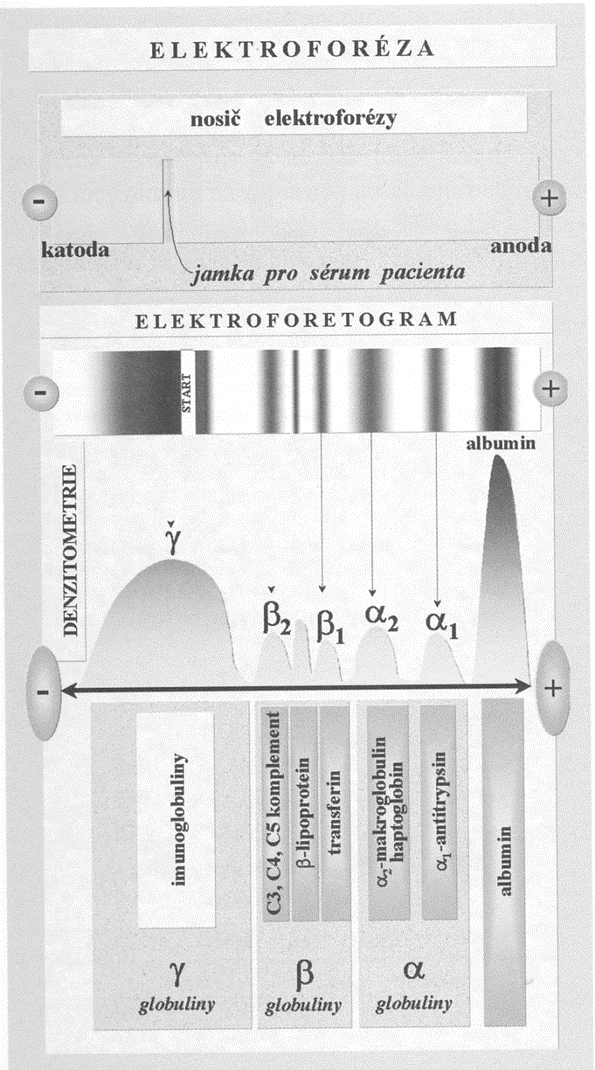 ELEKTROFORÉZA
nosič elektroforézy
-
+
katoda
anoda
jamka pro sérum pacienta
ELEKTROFORETOGRAM
-
START
+
albumin
DENZITOMETRIE
γ
β2
β1
α2
α1
-
+
imunoglobuliny
C3, C4, C5 komplement
β-lipoprotein
transferin
α2-makroglobulin
haptoglobin
α1-antitrypsin
albumin
γ
globuliny
β
globuliny
α
globuliny